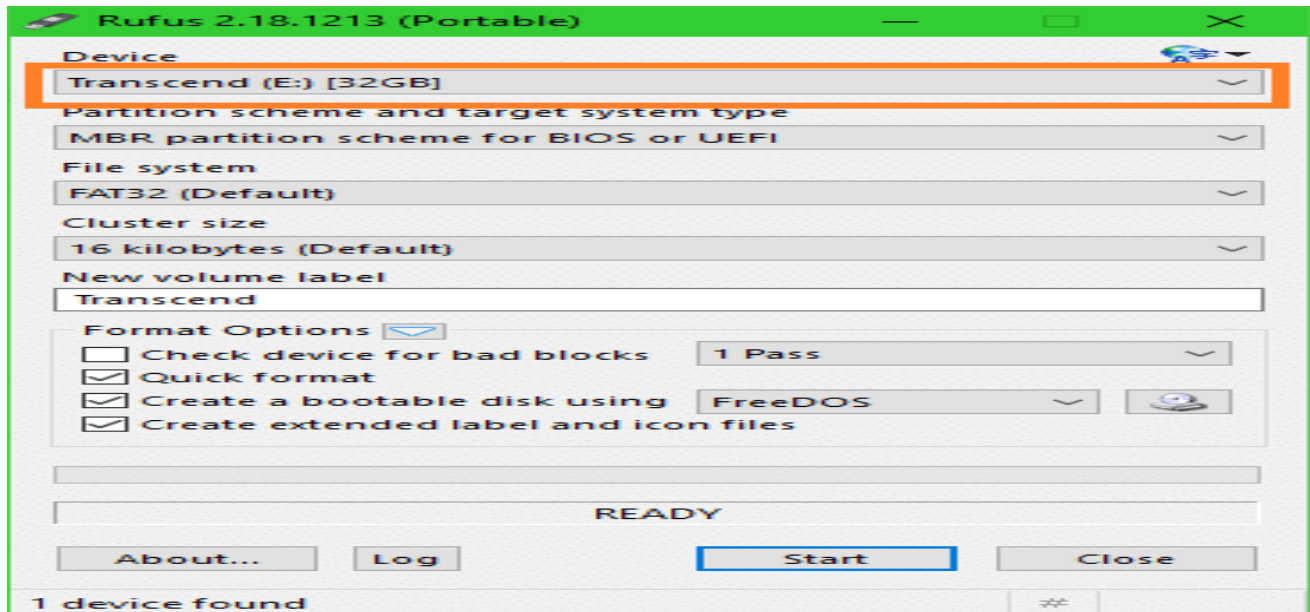 Rufus 2.18.1213 (Portable)
Device
Transcend (E:) [32GB]
Partition scheme and target system type
MBR partition scheme for BIOS or UEFI
File system
FAT32 (Default)
Cluster size
16 kilobytes (Default)
New volume label
Transcend
Format Options
Check device for bad blocks 1 Pass
Quick format
Create a bootable disk using FreeDOS
Create extended label and icon files
READY
About... Log Start Close
1 device found #